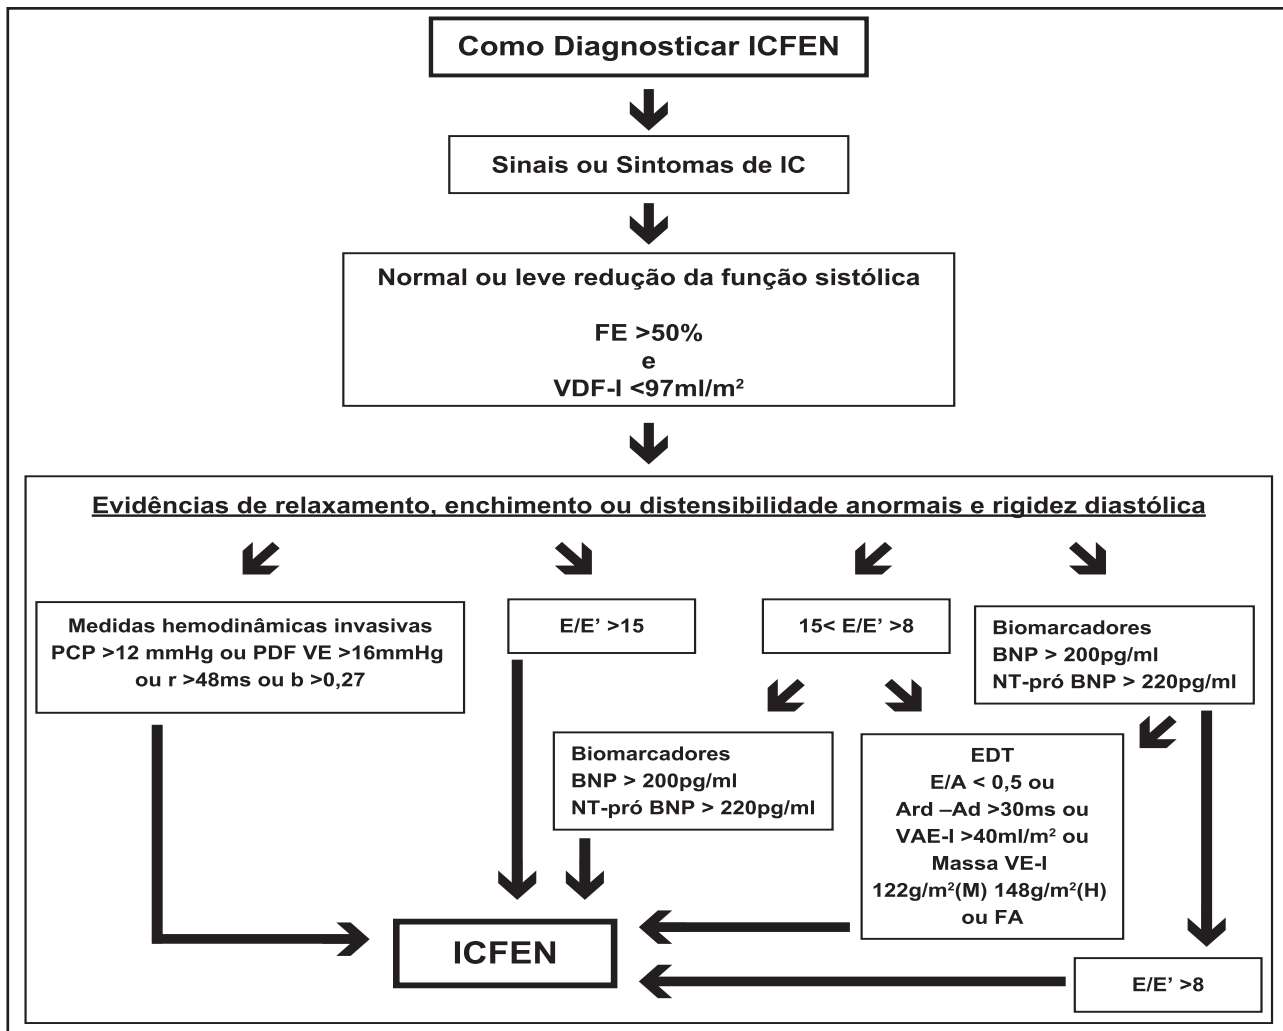 Como Diagnosticar ICFEN
Sinais ou Sintomas de IC
Normal ou leve redução da função sistólica
FE >50%
e
VDF-I <97ml/m²
Evidências de relaxamento, enchimento ou distensibilidade anormais e rigidez diastólica
Medidas hemodinâmicas invasivas
PCP >12 mmHg ou PDF VE >16mmHg
ou r >48ms ou b >0,27
E/E’ >15
15< E/E’ >8
Biomarcadores
BNP > 200pg/ml
NT-pró BNP > 220pg/ml
Biomarcadores
BNP > 200pg/ml
NT-pró BNP > 220pg/ml
EDT
E/A < 0,5 ou
Ard –Ad >30ms ou
VAE-I >40ml/m² ou
Massa VE-I
122g/m²(M) 148g/m²(H)
ou FA
ICFEN
E/E’ >8